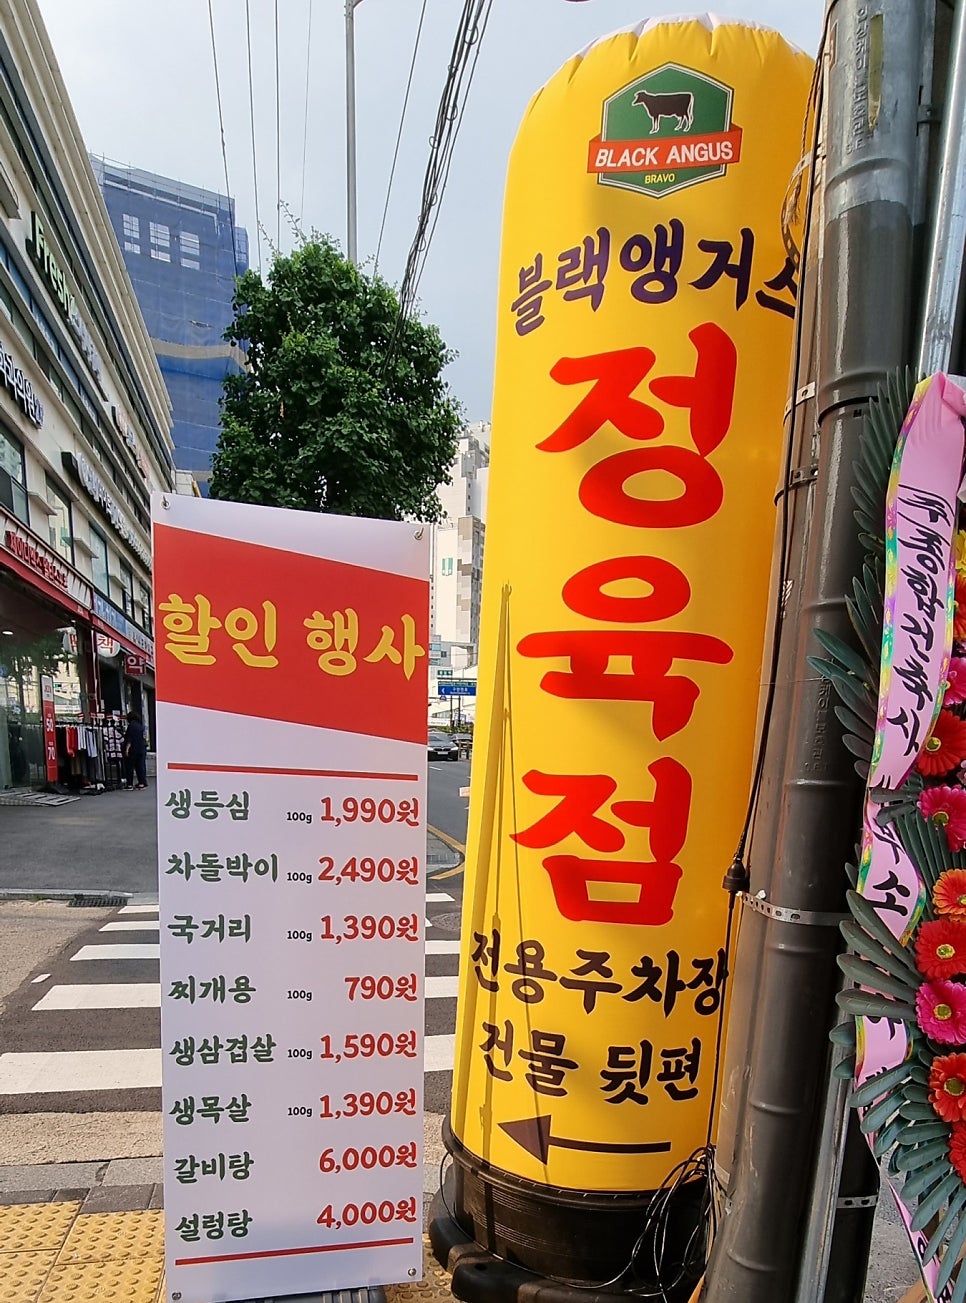 BLACK ANGUS
BRAVO
블랙앵거스
정육점
전용주차장
건물 뒷편
할인 행사
생등심 100g 1,990원
차돌박이 100g 2,490원
국거리 100g 1,390원
찌개용 100g 790원
생삼겹살 100g 1,590원
생목살 100g 1,390원
갈비탕 6,000원
설렁탕 4,000원
Fresh
책
약
50
70